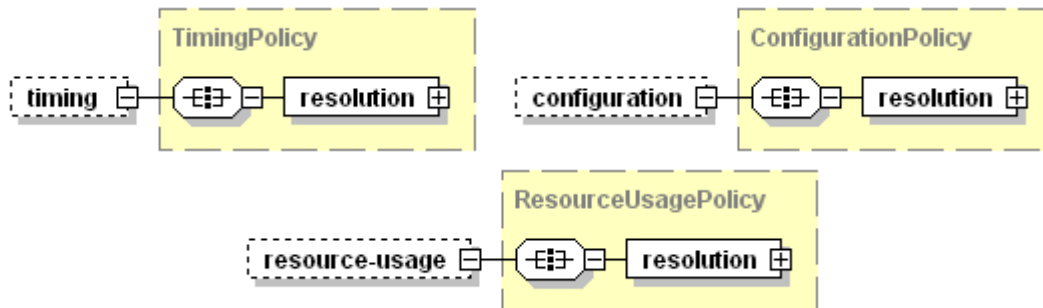 TimingPolicy
timing
resolution
ConfigurationPolicy
configuration
resolution
ResourceUsagePolicy
resource-usage
resolution